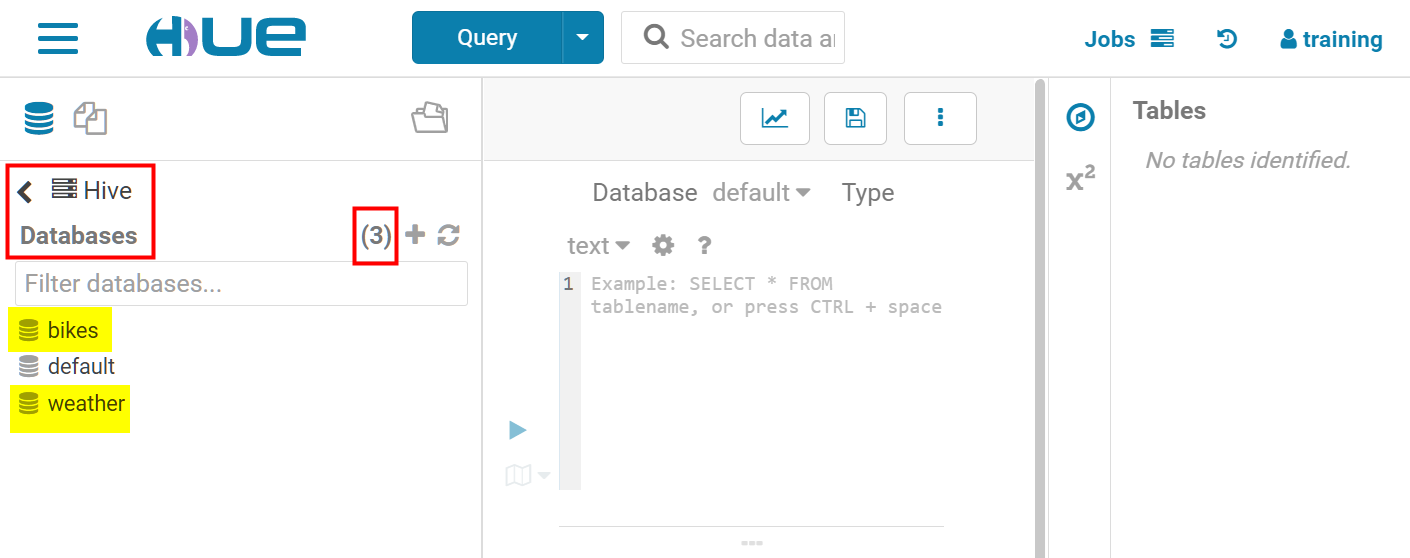 HUE
Query
Search data ar
Jobs
training
Hive
Databases
(3)
Filter databases...
bikes
default
weather
Database default Type
text
?
1 Example: SELECT * FROM
tablename, or press CTRL + space
x²
Tables
No tables identified.